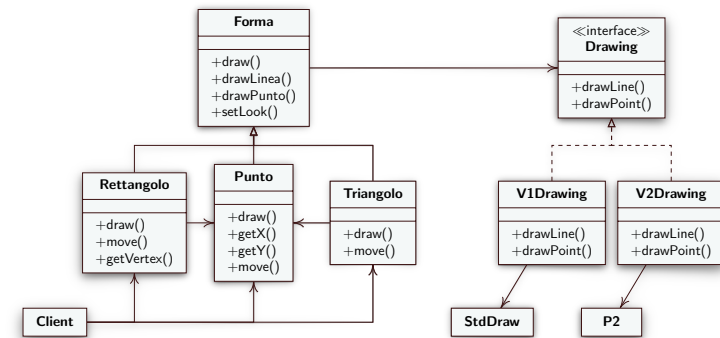 Forma
+draw()
+drawLinea()
+drawPunto()
+setLook()
≪interface≫
Drawing
+drawLine()
+drawPoint()
Rettangolo
+draw()
+move()
+getVertex()
Punto
+draw()
+getX()
+getY()
+move()
Triangolo
+draw()
+move()
V1Drawing
+drawLine()
+drawPoint()
V2Drawing
+drawLine()
+drawPoint()
Client
StdDraw
P2